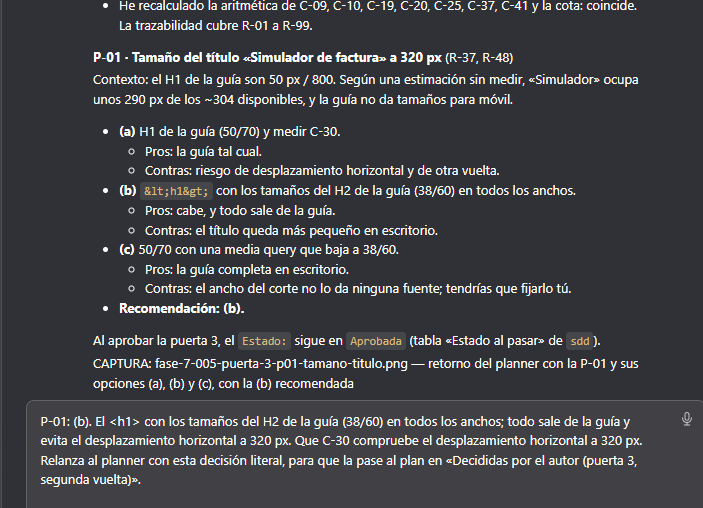 • He recalculado la aritmética de C-09, C-10, C-19, C-20, C-25, C-37, C-41 y la cota: coincide.
La trazabilidad cubre R-01 a R-99.
P-01 · Tamaño del título «Simulador de factura» a 320 px (R-37, R-48)
Contexto: el H1 de la guía son 50 px / 800. Según una estimación sin medir, «Simulador» ocupa
unos 290 px de los ~304 disponibles, y la guía no da tamaños para móvil.
• (a) H1 de la guía (50/70) y medir C-30.
◦ Pros: la guía tal cual.
◦ Contras: riesgo de desplazamiento horizontal y de otra vuelta.
• (b) &lt;h1&gt; con los tamaños del H2 de la guía (38/60) en todos los anchos.
◦ Pros: cabe, y todo sale de la guía.
◦ Contras: el título queda más pequeño en escritorio.
• (c) 50/70 con una media query que baja a 38/60.
◦ Pros: la guía completa en escritorio.
◦ Contras: el ancho del corte no lo da ninguna fuente; tendrías que fijarlo tú.
• Recomendación: (b).
Al aprobar la puerta 3, el Estado: sigue en Aprobada (tabla «Estado al pasar» de sdd).
CAPTURA: fase-7-005-puerta-3-p01-tamano-titulo.png — retorno del planner con la P-01 y sus
opciones (a), (b) y (c), con la (b) recomendada
P-01: (b). El <h1> con los tamaños del H2 de la guía (38/60) en todos los anchos; todo sale de la guía y
evita el desplazamiento horizontal a 320 px. Que C-30 compruebe el desplazamiento horizontal a 320 px.
Relanza al planner con esta decisión literal, para que la pase al plan en «Decididas por el autor (puerta 3,
segunda vuelta)».